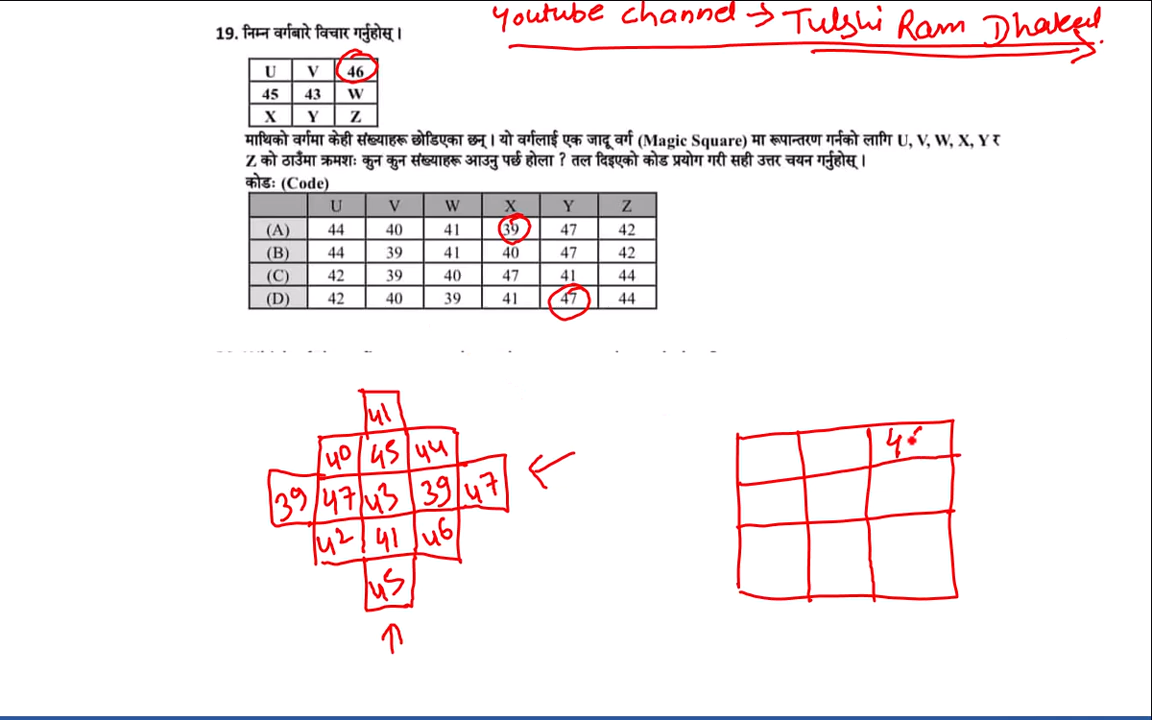 Youtube channel → Tulshi Ram Dhakal
19. निम्न वर्गबारे विचार गर्नुहोस् ।
U V 46
45 43 W
X Y Z
माथिको वर्गमा केही संख्याहरू छोडिएका छन् । यो वर्गलाई एक जादू वर्ग (Magic Square) मा रूपान्तरण गर्नको लागि U, V, W, X, Y र
Z को ठाउँमा क्रमशः कुन कुन संख्याहरू आउनु पर्छ होला ? तल दिइएको कोड प्रयोग गरी सही उत्तर चयन गर्नुहोस् ।
कोडः (Code)
U V W X Y Z
(A) 44 40 41 39 47 42
(B) 44 39 41 40 47 42
(C) 42 39 40 47 41 44
(D) 42 40 39 41 47 44
41
40 45 44
39 47 43 39 47
42 41 46
45